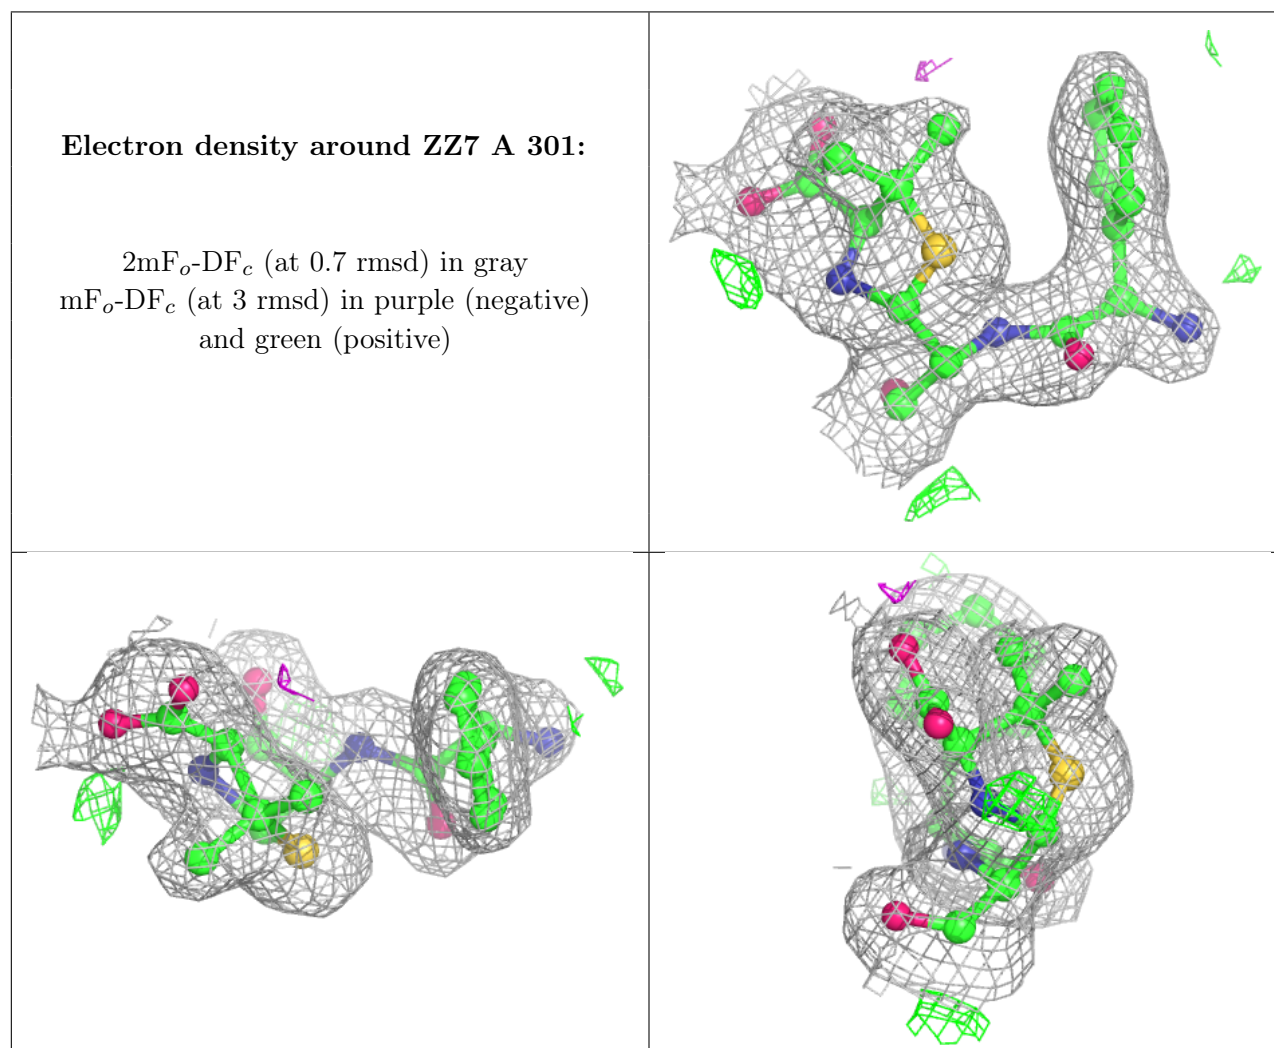 Electron density around ZZ7 A 301:
2mFo-DFc (at 0.7 rmsd) in gray
mFo-DFc (at 3 rmsd) in purple (negative)
and green (positive)